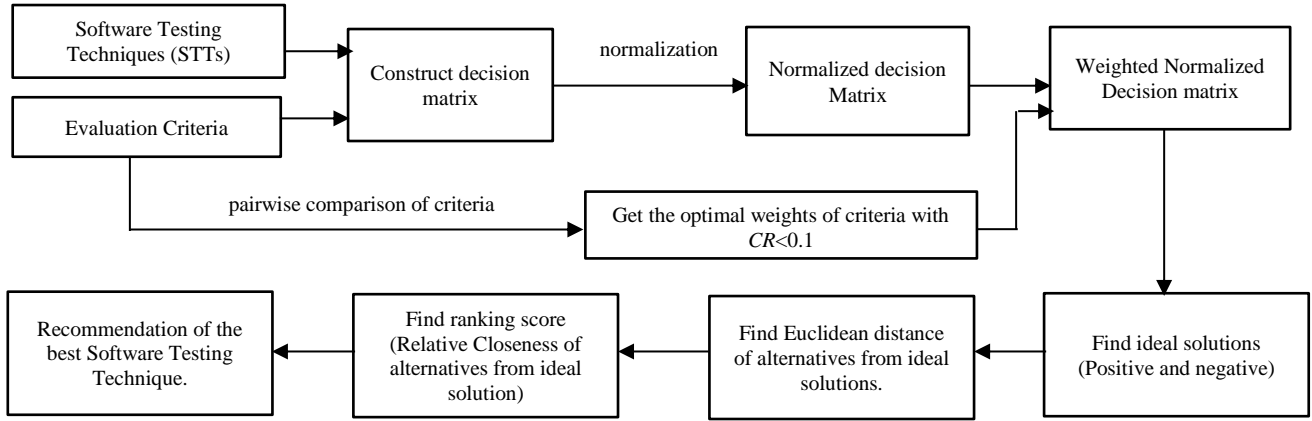 Software Testing
Techniques (STTs)
Evaluation Criteria
Construct decision
matrix
normalization
Normalized decision
Matrix
Weighted Normalized
Decision matrix
pairwise comparison of criteria
Get the optimal weights of criteria with
CR<0.1
Find ideal solutions
(Positive and negative)
Find Euclidean distance
of alternatives from ideal
solutions.
Find ranking score
(Relative Closeness of
alternatives from ideal
solution)
Recommendation of the
best Software Testing
Technique.